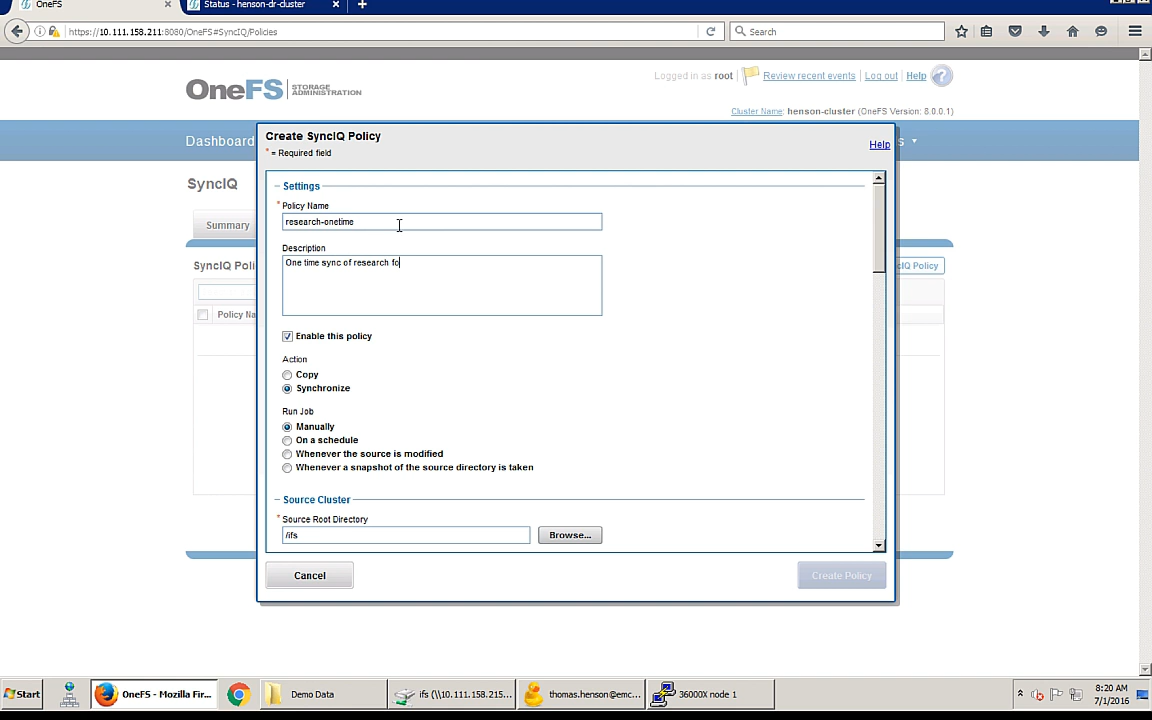 OneFS
Status - henson-dr-cluster
https://10.111.158.211:8080/OneFS#SyncIQ/Policies
Search
OneFS STORAGE ADMINISTRATION
Logged in as root
Review recent events
Log out
Help
Cluster Name: henson-cluster (OneFS Version: 8.0.0.1)
Dashboard
SyncIQ
Summary
SyncIQ Poli
cIQ Policy
Policy Na
Create SyncIQ Policy
* = Required field
Help
Settings
* Policy Name
research-onetime
Description
One time sync of research fo
Enable this policy
Action
Copy
Synchronize
Run Job
Manually
On a schedule
Whenever the source is modified
Whenever a snapshot of the source directory is taken
Source Cluster
* Source Root Directory
/ifs
Browse...
Cancel
Create Policy
Start
OneFS - Mozilla Fir...
Demo Data
ifs (\\10.111.158.215...
thomas.henson@emc...
36000X node 1
8:20 AM
7/1/2016